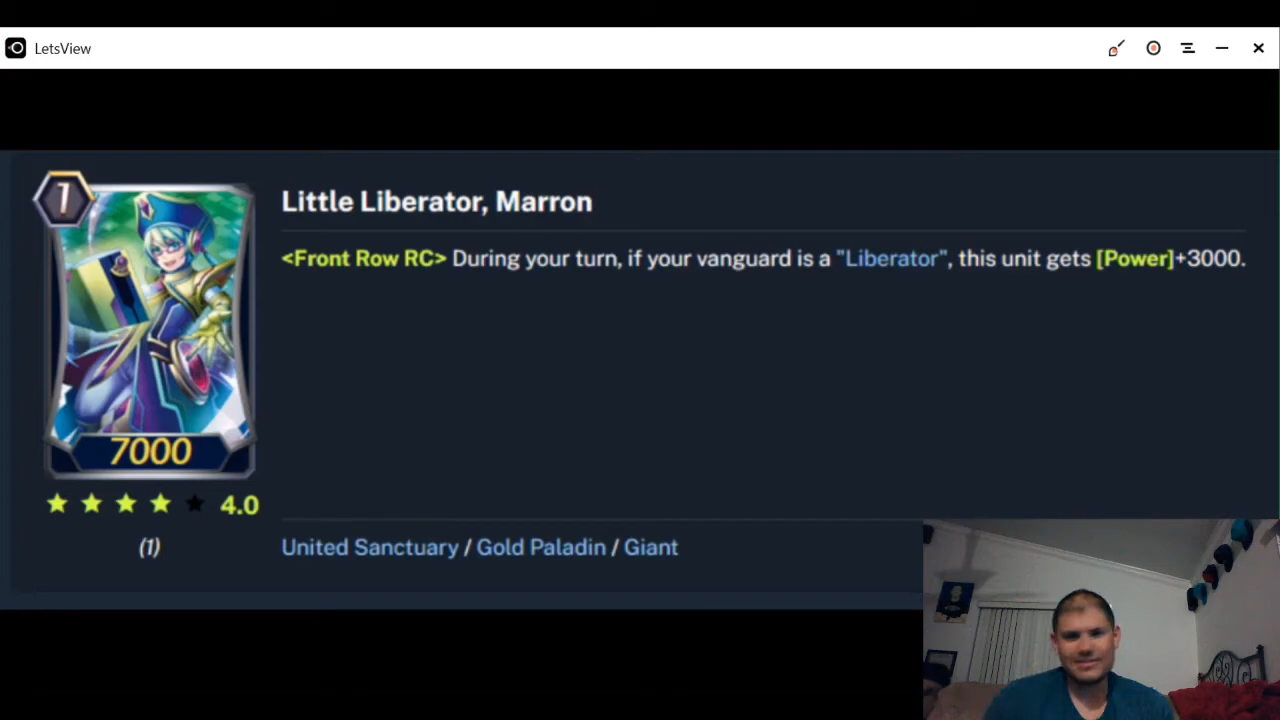 LetsView
1
Little Liberator, Marron
<Front Row RC> During your turn, if your vanguard is a "Liberator", this unit gets [Power]+3000.
7000
4.0
(1)
United Sanctuary / Gold Paladin / Giant